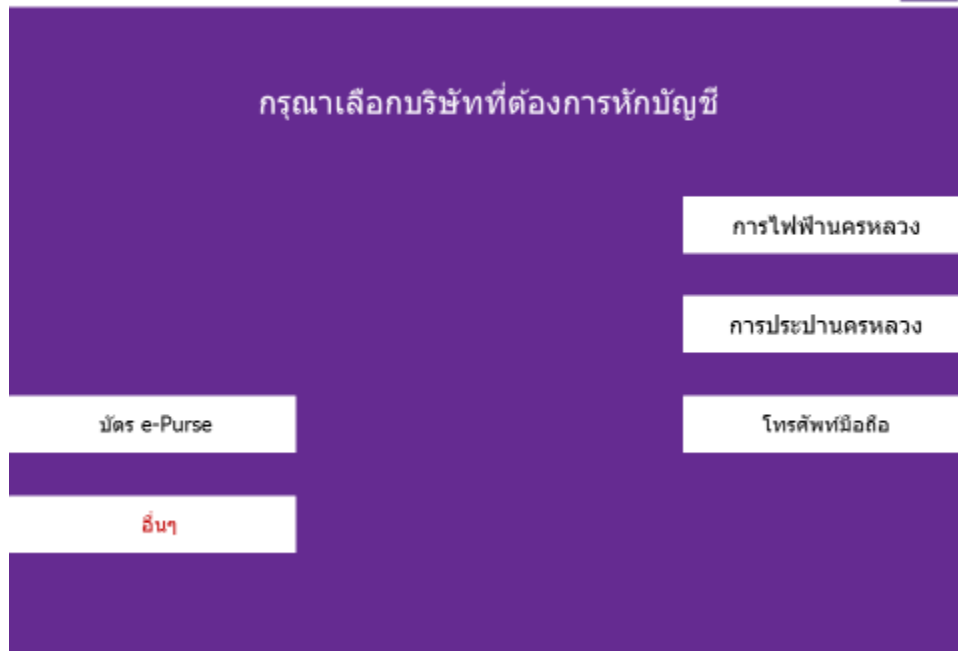 กรุณาเลือกบริษัทที่ต้องการหักบัญชี
การไฟฟ้านครหลวง
การประปานครหลวง
บัตร e-Purse
โทรศัพท์มือถือ
อื่นๆ